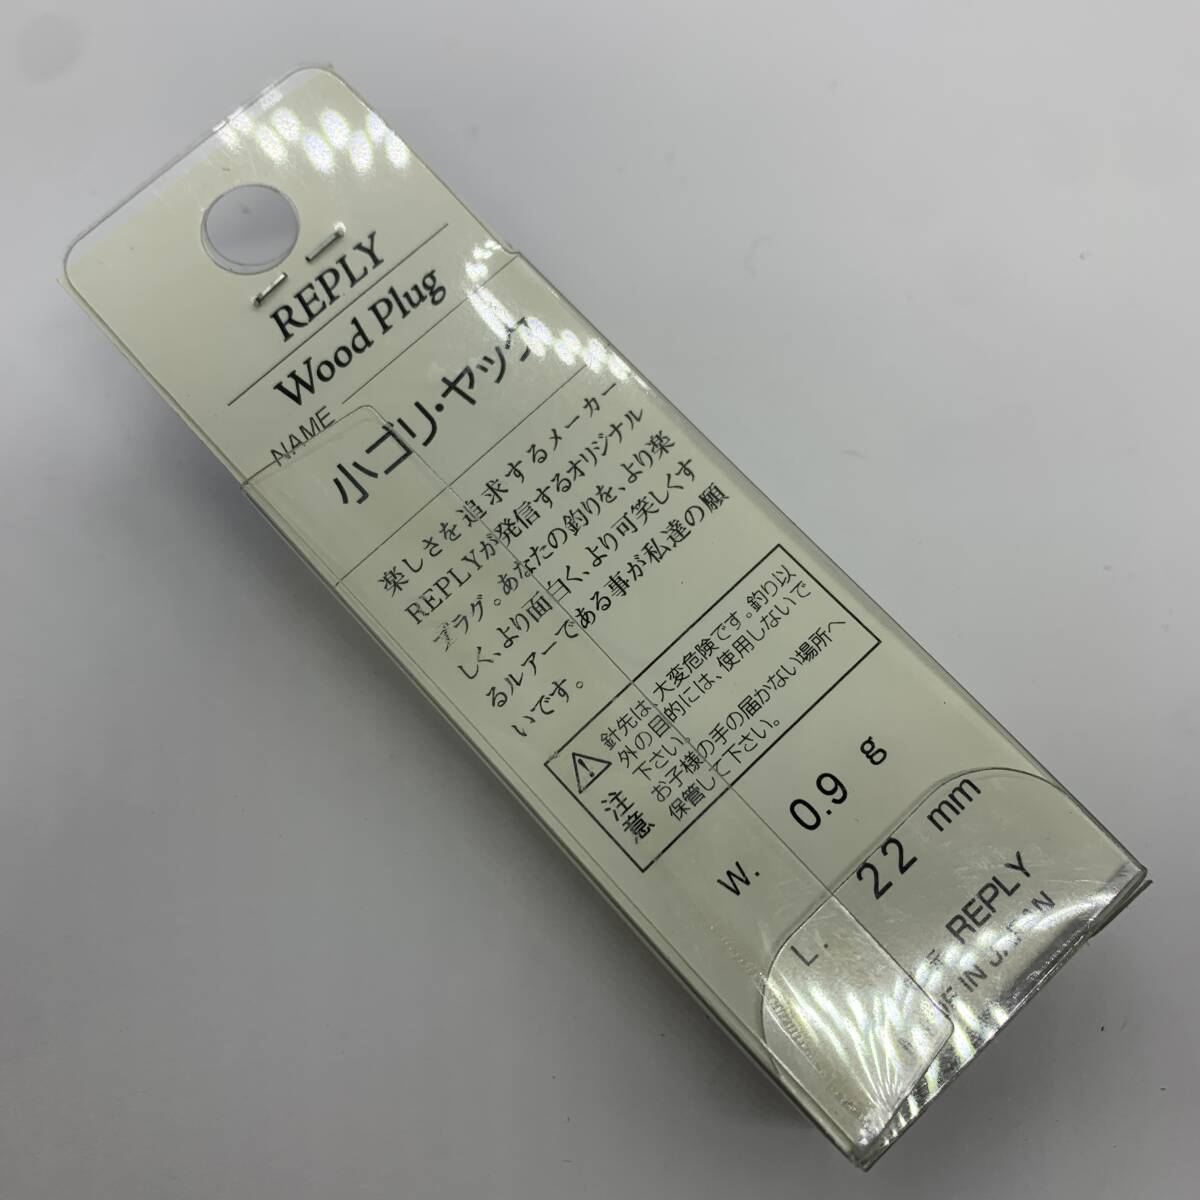 REPLY
Wood Plug
NAME
小ゴリ・ヤック
楽しさを追求するメーカー
REPLYが発信するオリジナル
プラグ。あなたの釣りを、より楽
しく、より面白く、より可笑しくす
るルアーである事が私達の願
いです。
注意
針先は、大変危険です。釣り以
外の目的には、使用しないで
下さい。
お子様の手の届かない場所へ
保管して下さい。
W. 0.9 g
L. 22 mm
REPLY
IN JAPAN